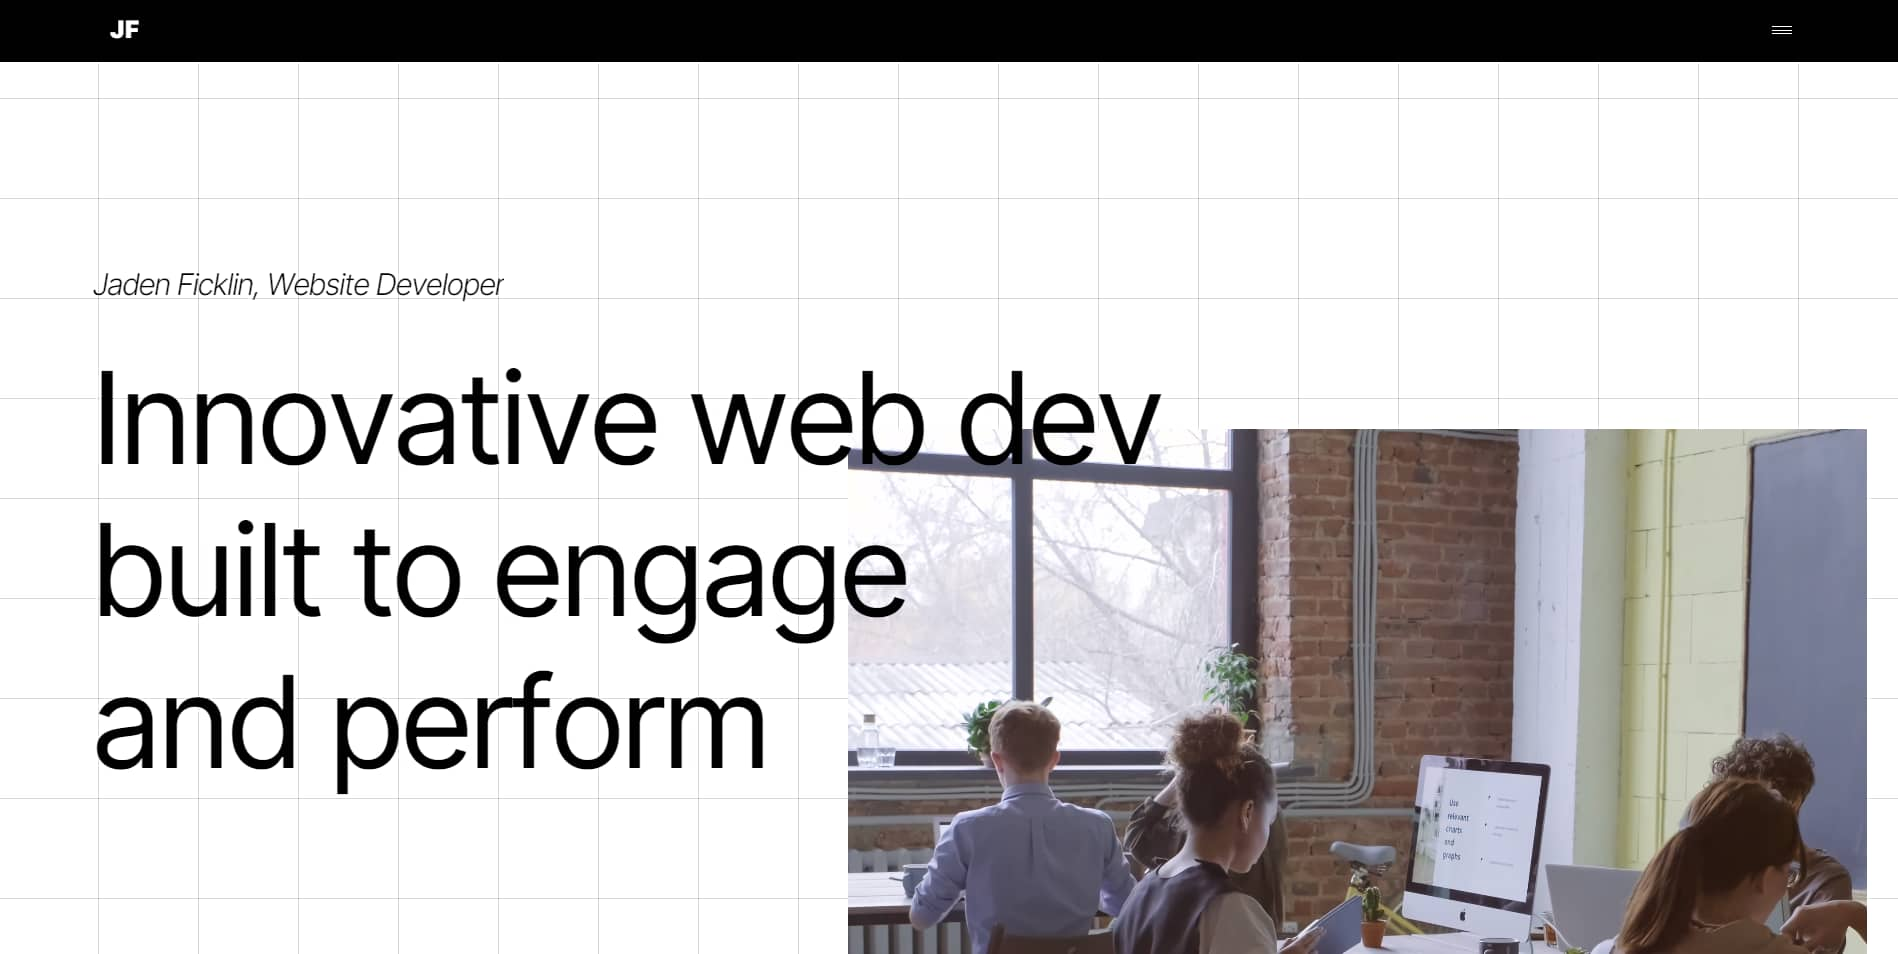 JF
Jaden Ficklin, Website Developer
Innovative web dev
built to engage
and perform
Use
relevant
charts
and
graphs